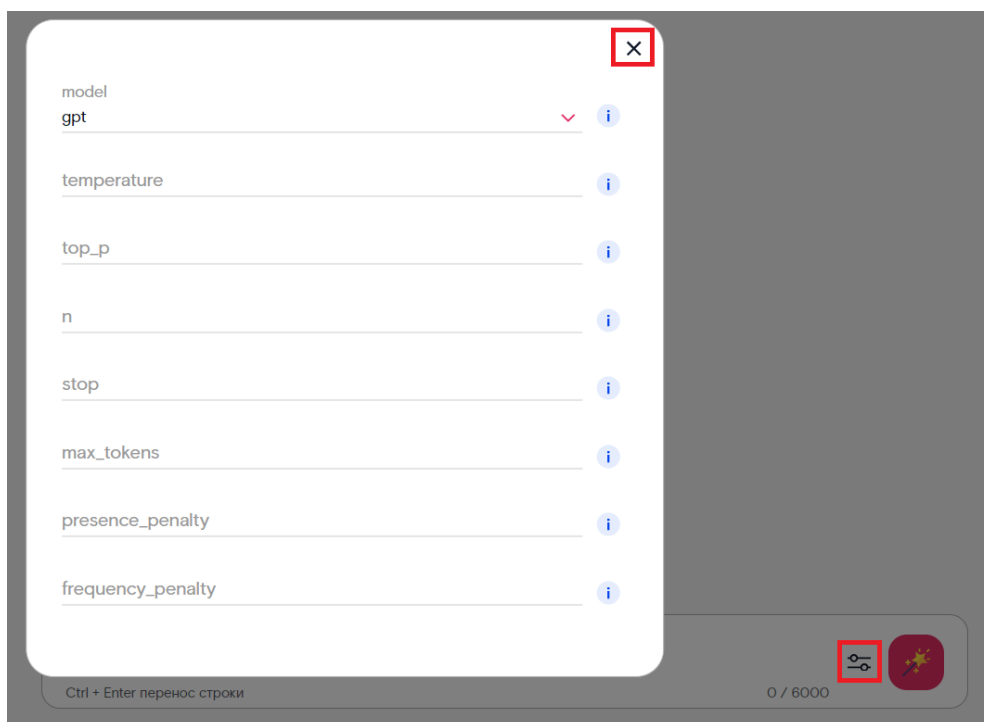 model
gpt
temperature
top_p
n
stop
max_tokens
presence_penalty
frequency_penalty
Ctrl + Enter перенос строки
0 / 6000